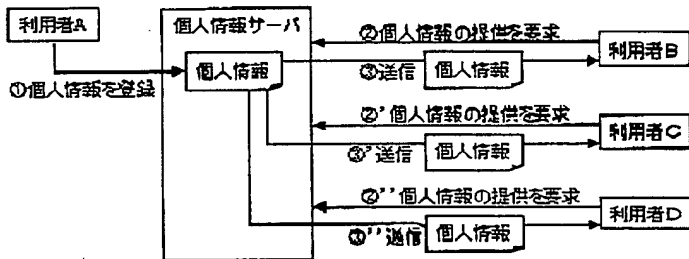 利用者A
個人情報サーバ
②個人情報の提供を要求
利用者B
個人情報
③送信
個人情報
①個人情報を登録
②'個人情報の提供を要求
利用者C
③'送信
個人情報
②''個人情報の提供を要求
利用者D
③''送信
個人情報